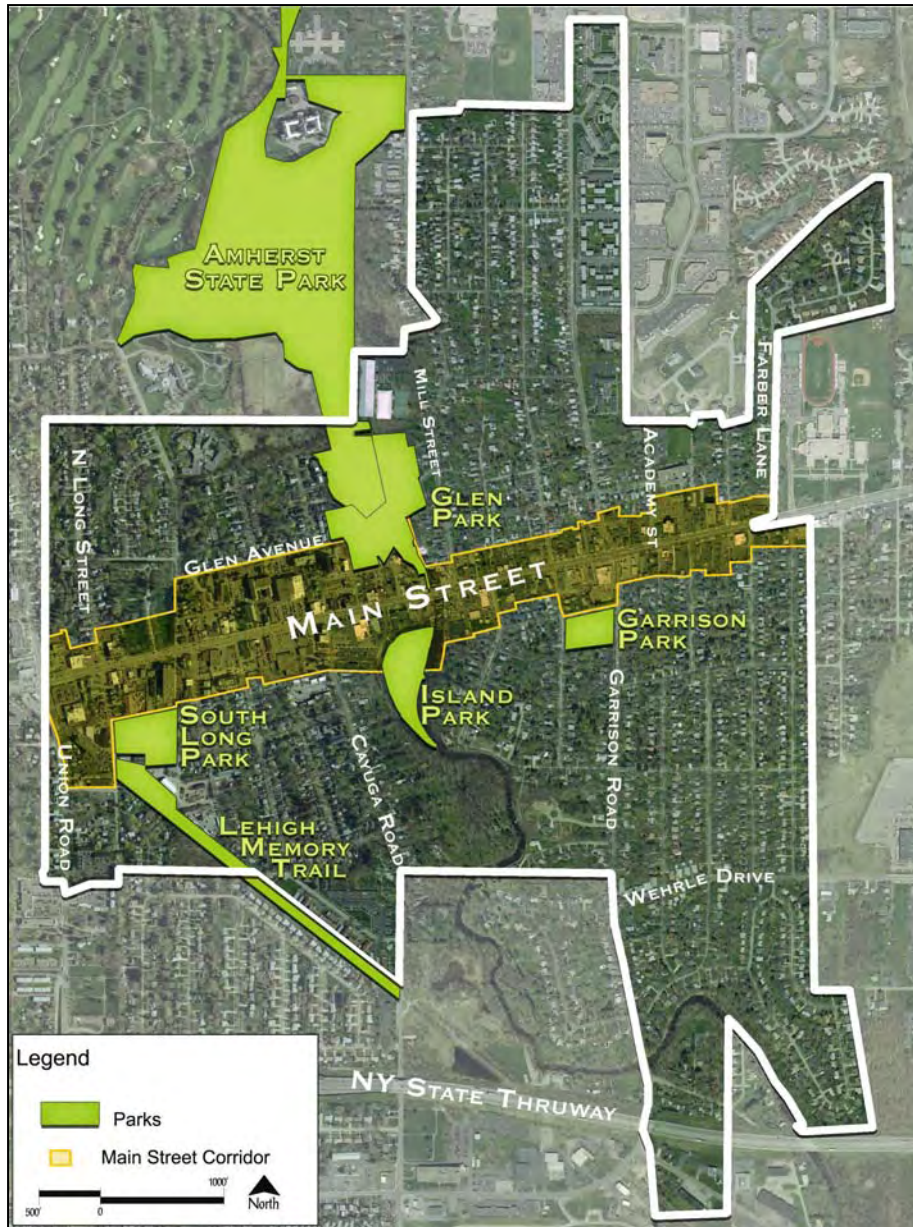 AMHERST
STATE PARK
MILL STREET
FARBER LANE
ACADEMY ST
N LONG STREET
GLEN
PARK
GLEN AVENUE
MAIN STREET
GARRISON
PARK
ISLAND
PARK
SOUTH
LONG
PARK
UNION ROAD
CAYUGA ROAD
GARRISON ROAD
LEHIGH
MEMORY
TRAIL
WEHRLE DRIVE
NY STATE THRUWAY
Legend
Parks
Main Street Corridor
500' 0 1000'
North